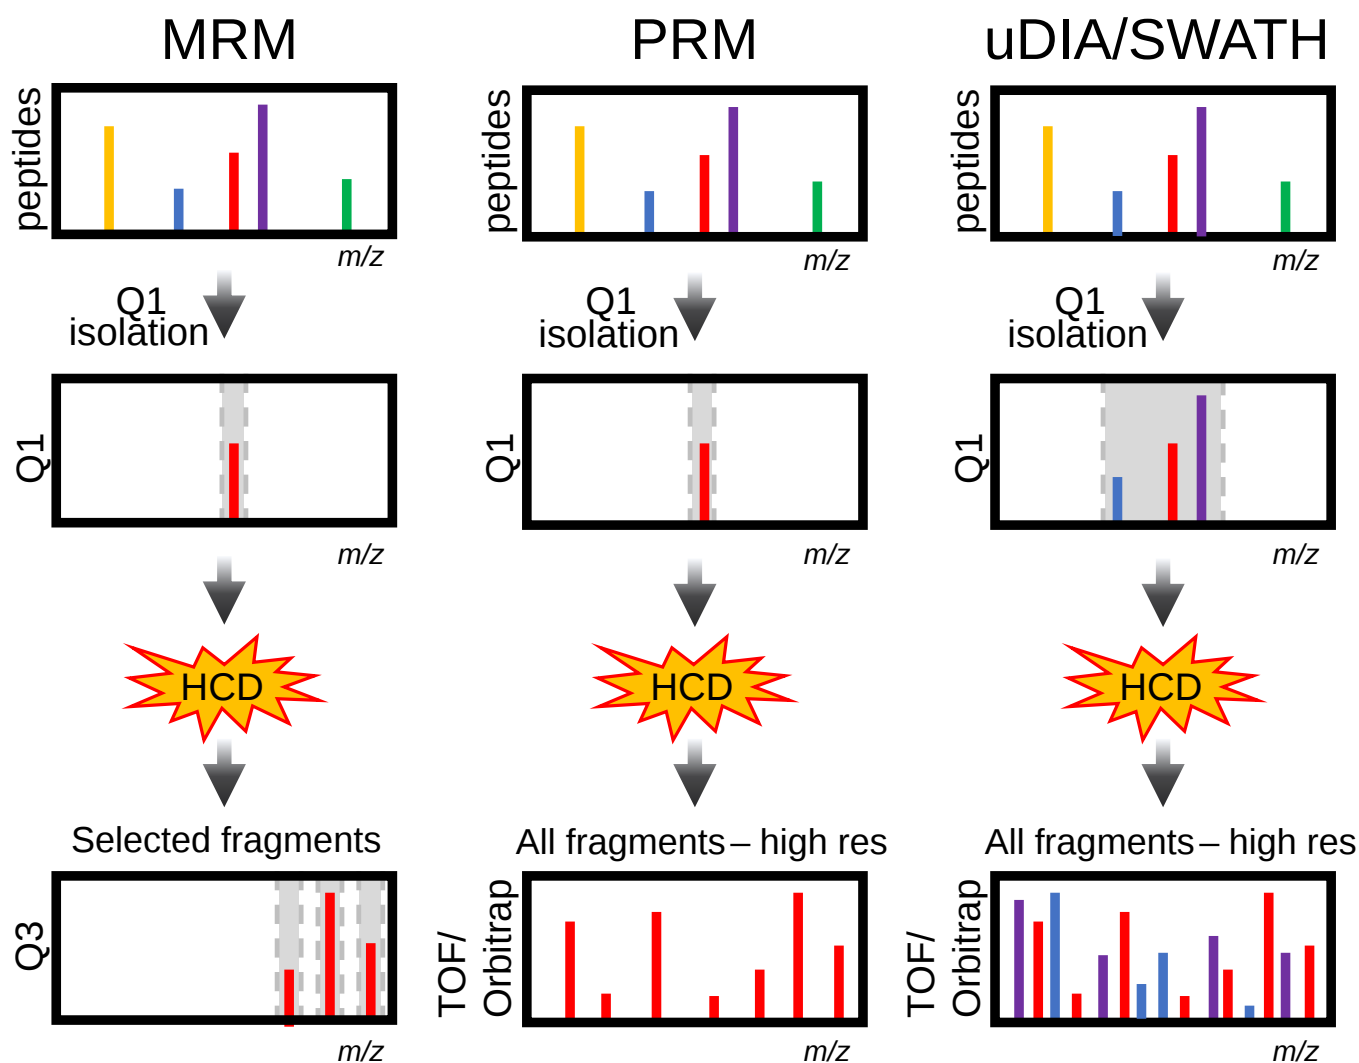 MRM
PRM
uDIA/SWATH
peptides
peptides
peptides
m/z
m/z
m/z
Q1
isolation
Q1
isolation
Q1
isolation
Q1
Q1
Q1
m/z
m/z
m/z
HCD
HCD
HCD
Selected fragments
All fragments – high res
All fragments – high res
Q3
TOF/
Orbitrap
TOF/
Orbitrap
m/z
m/z
m/z